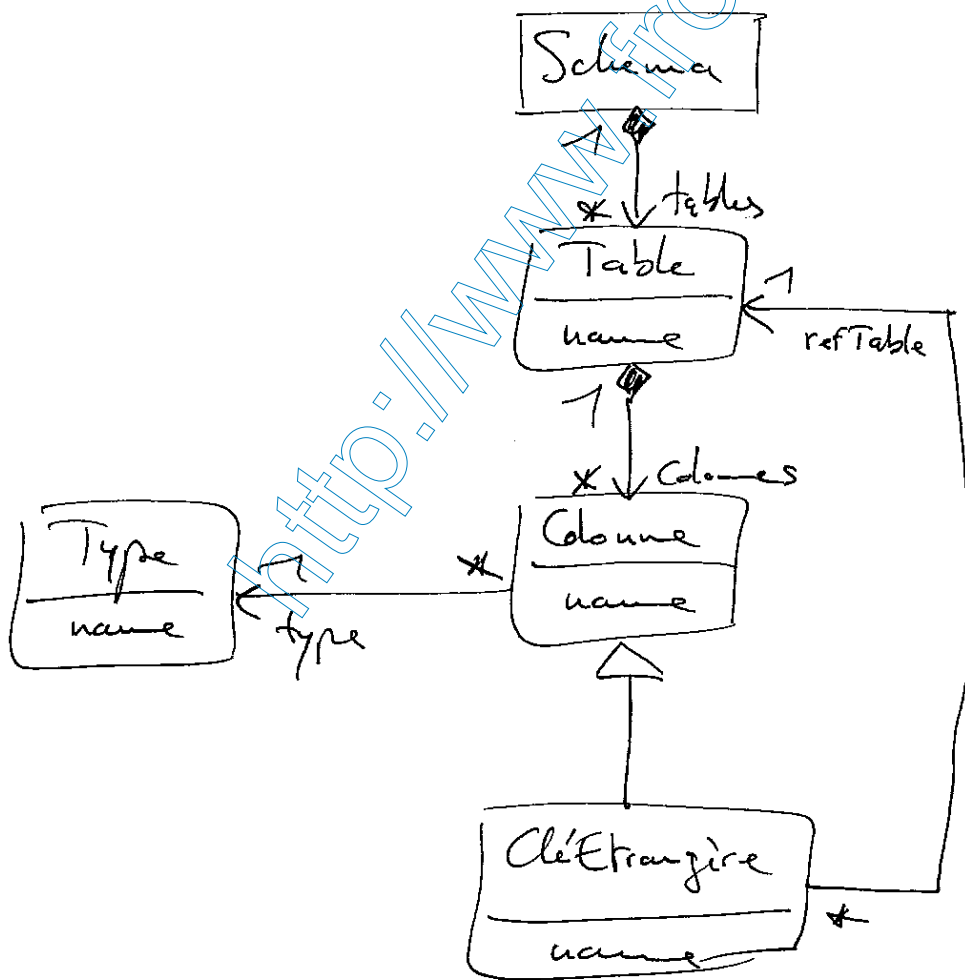 Schema
1
* tables
Table
1
name
refTable
1
* Colonnes
Type
1
*
Colonne
name
type
name
CléEtrangère
*
name
http://www.fro